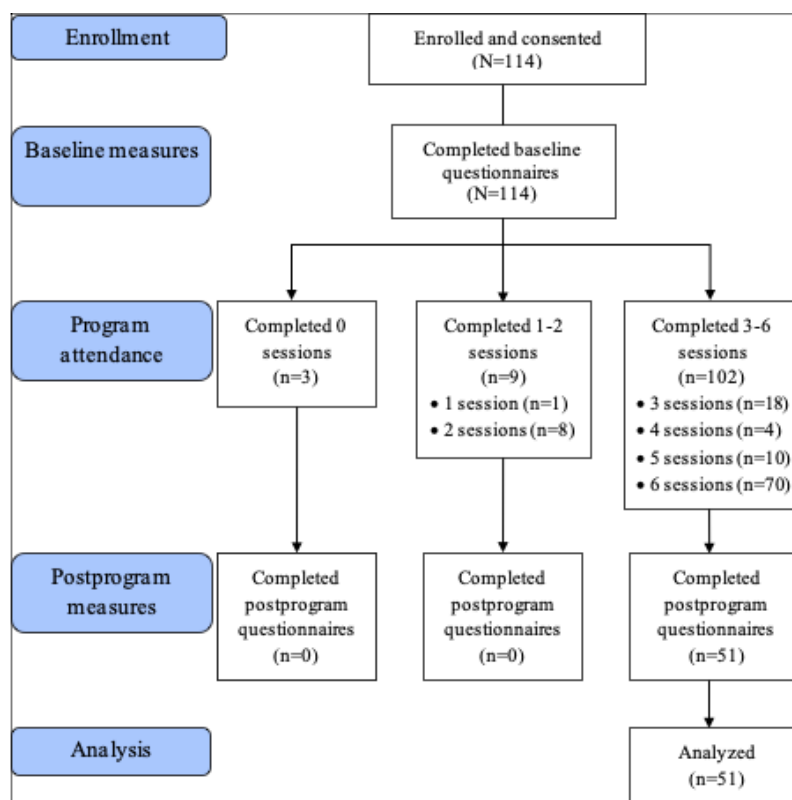 Enrollment
Enrolled and consented
(N=114)
Baseline measures
Completed baseline
questionnaires
(N=114)
Program
attendance
Completed 0
sessions
(n=3)
Completed 1-2
sessions
(n=9)
• 1 session (n=1)
• 2 sessions (n=8)
Completed 3-6
sessions
(n=102)
• 3 sessions (n=18)
• 4 sessions (n=4)
• 5 sessions (n=10)
• 6 sessions (n=70)
Postprogram
measures
Completed
postprogram
questionnaires
(n=0)
Completed
postprogram
questionnaires
(n=0)
Completed
postprogram
questionnaires
(n=51)
Analysis
Analyzed
(n=51)